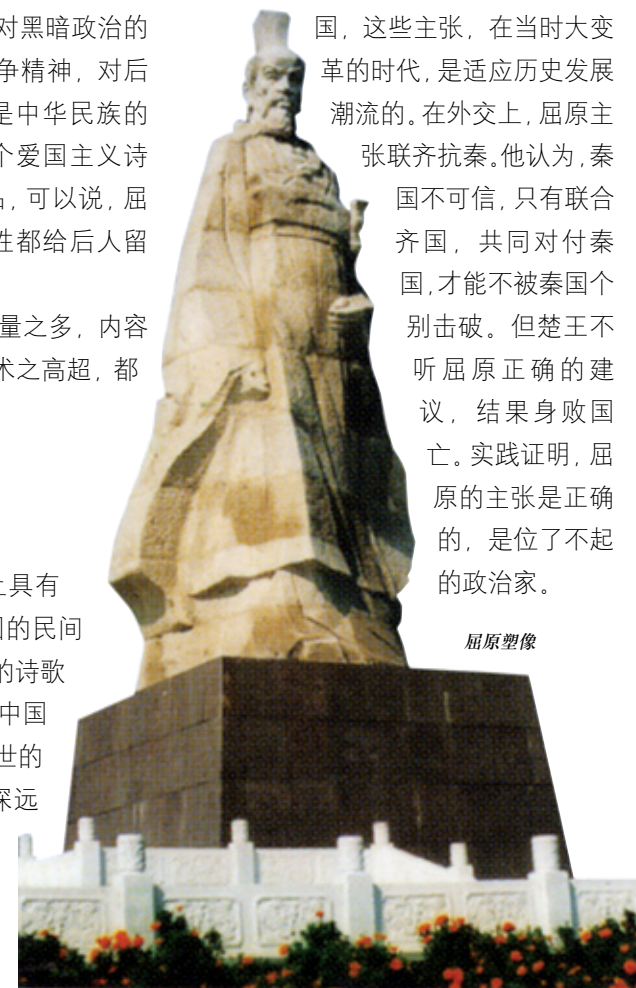 对黑暗政治的
争精神，对后
是中华民族的
个爱国主义诗
品，可以说，屈
性都给后人留
量之多，内容
术之高超，都
上具有
国的民间
的诗歌
中国
世的
深远
国，这些主张，在当时大变
革的时代，是适应历史发展
潮流的。在外交上，屈原主
张联齐抗秦。他认为，秦
国不可信，只有联合
齐国，共同对付秦
国，才能不被秦国个
别击破。但楚王不
听屈原正确的建
议，结果身败国
亡。实践证明，屈
原的主张是正确
的，是位了不起
的政治家。
屈原塑像